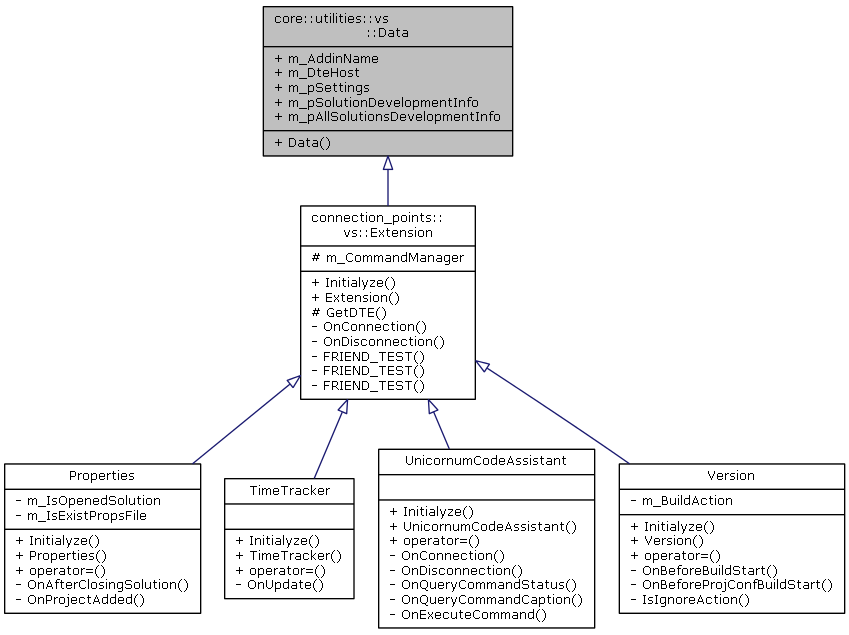 core::utilities::vs
::Data
+ m_AddinName
+ m_DteHost
+ m_pSettings
+ m_pSolutionDevelopmentInfo
+ m_pAllSolutionsDevelopmentInfo
+ Data()
connection_points::
vs::Extension
# m_CommandManager
+ Initialyze()
+ Extension()
# GetDTE()
- OnConnection()
- OnDisconnection()
- FRIEND_TEST()
- FRIEND_TEST()
- FRIEND_TEST()
Properties
- m_IsOpenedSolution
- m_IsExistPropsFile
+ Initialyze()
+ Properties()
+ operator=()
- OnAfterClosingSolution()
- OnProjectAdded()
TimeTracker
+ Initialyze()
+ TimeTracker()
+ operator=()
- OnUpdate()
UnicornumCodeAssistant
+ Initialyze()
+ UnicornumCodeAssistant()
+ operator=()
- OnConnection()
- OnDisconnection()
- OnQueryCommandStatus()
- OnQueryCommandCaption()
- OnExecuteCommand()
Version
- m_BuildAction
+ Initialyze()
+ Version()
+ operator=()
- OnBeforeBuildStart()
- OnBeforeProjConfBuildStart()
- IsIgnoreAction()